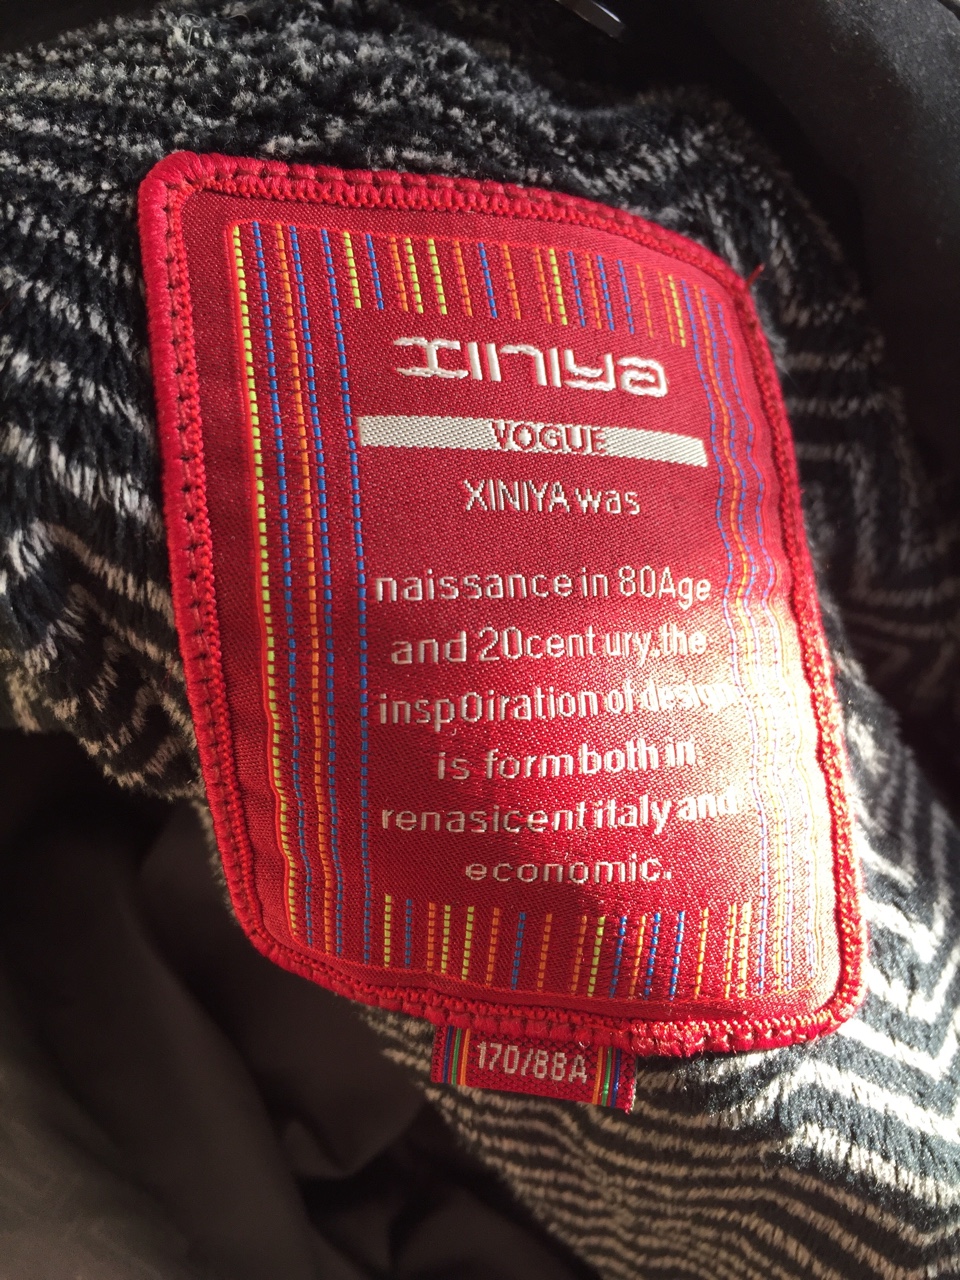 XINIYA
VOGUE
XINIYA was
naissance in 80Age
and 20cent ury.the
insp0iration of design
is form both in
renasicent italy and
economic.
170/88A